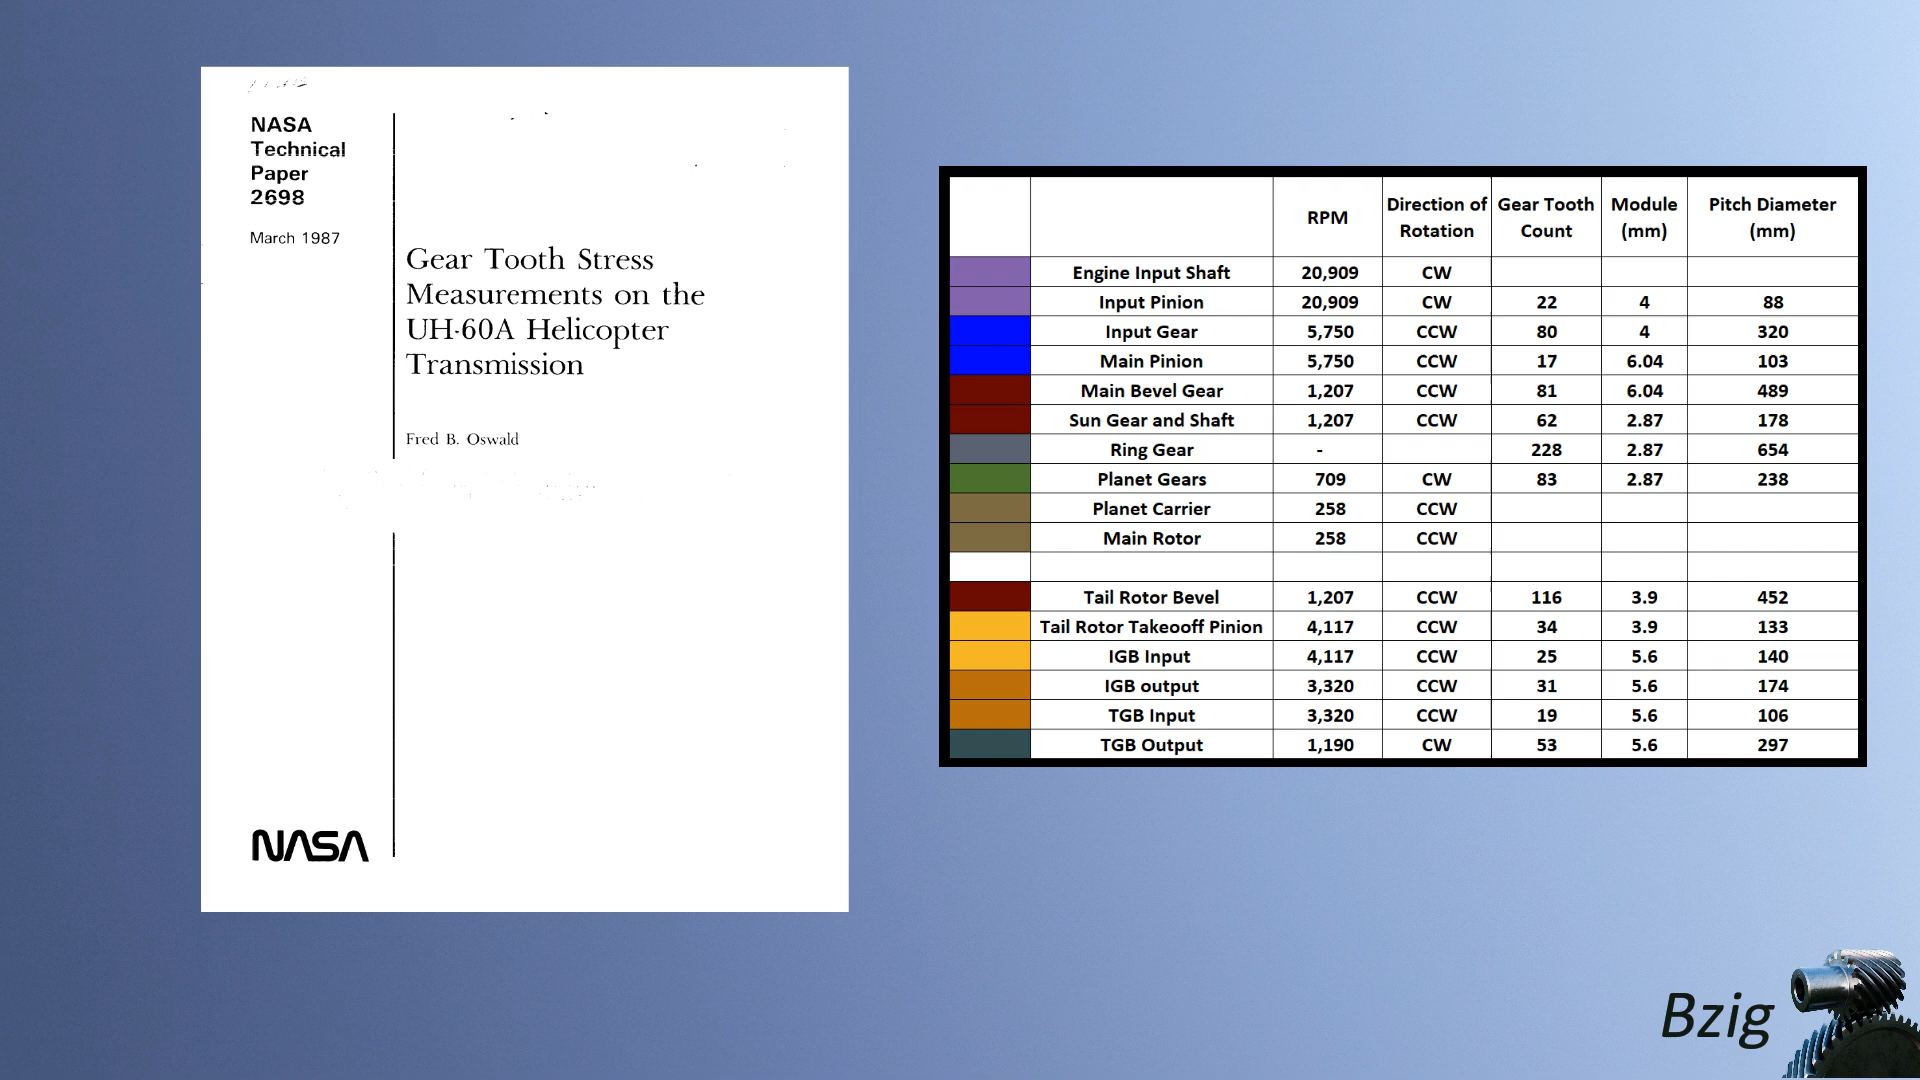 NASA
Technical
Paper
2698
March 1987
Gear Tooth Stress
Measurements on the
UH-60A Helicopter
Transmission
Fred B. Oswald
NASA
RPM Direction of Rotation Gear Tooth Count Module (mm) Pitch Diameter (mm)
Engine Input Shaft 20,909 CW
Input Pinion 20,909 CW 22 4 88
Input Gear 5,750 CCW 80 4 320
Main Pinion 5,750 CCW 17 6.04 103
Main Bevel Gear 1,207 CCW 81 6.04 489
Sun Gear and Shaft 1,207 CCW 62 2.87 178
Ring Gear - 228 2.87 654
Planet Gears 709 CW 83 2.87 238
Planet Carrier 258 CCW
Main Rotor 258 CCW
Tail Rotor Bevel 1,207 CCW 116 3.9 452
Tail Rotor Takeooff Pinion 4,117 CCW 34 3.9 133
IGB Input 4,117 CCW 25 5.6 140
IGB output 3,320 CCW 31 5.6 174
TGB Input 3,320 CCW 19 5.6 106
TGB Output 1,190 CW 53 5.6 297
Bzig